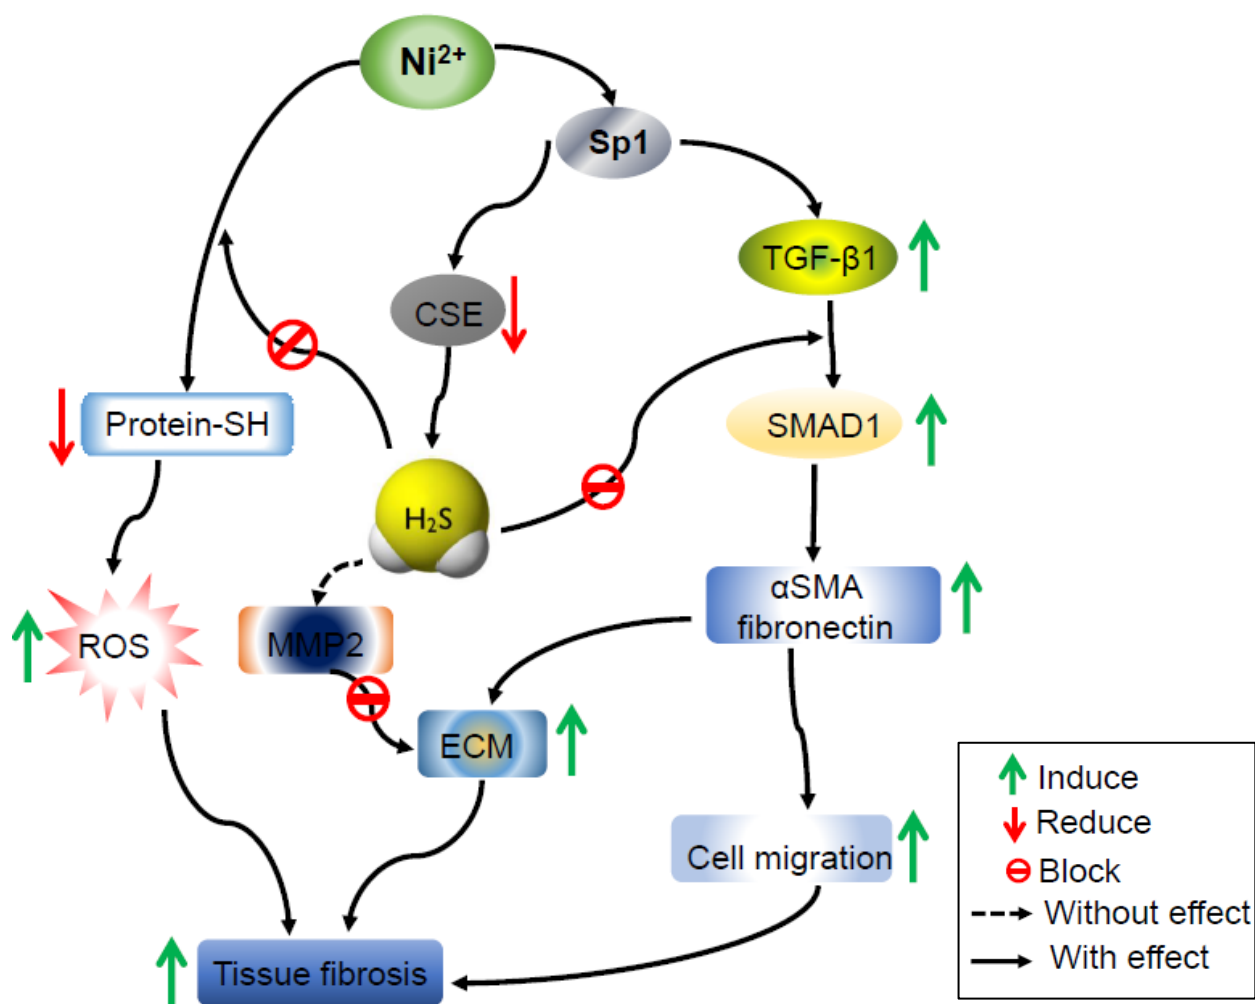 Ni²⁺
Sp1
TGF-β1
CSE
Protein-SH
SMAD1
H₂S
αSMA
fibronectin
MMP2
ROS
ECM
Cell migration
Tissue fibrosis
Induce
Reduce
Block
Without effect
With effect